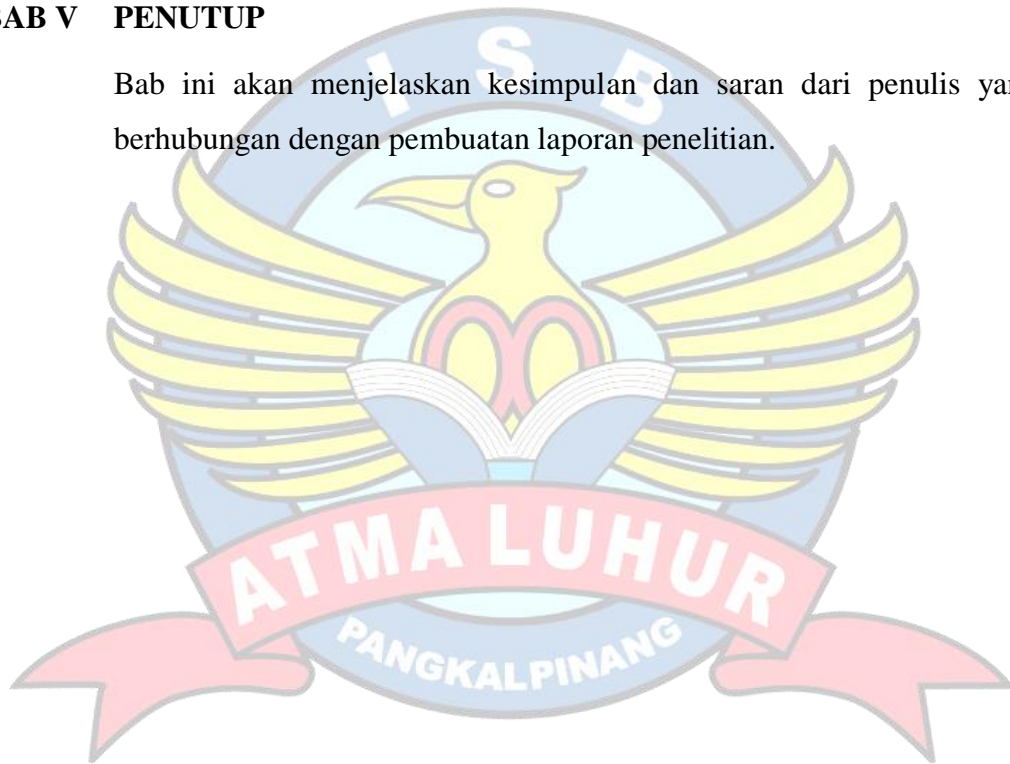 BAB V PENUTUP
Bab ini akan menjelaskan kesimpulan dan saran dari penulis yan
berhubungan dengan pembuatan laporan penelitian.
I S B
ATMA LUHUR
PANGKALPINANG